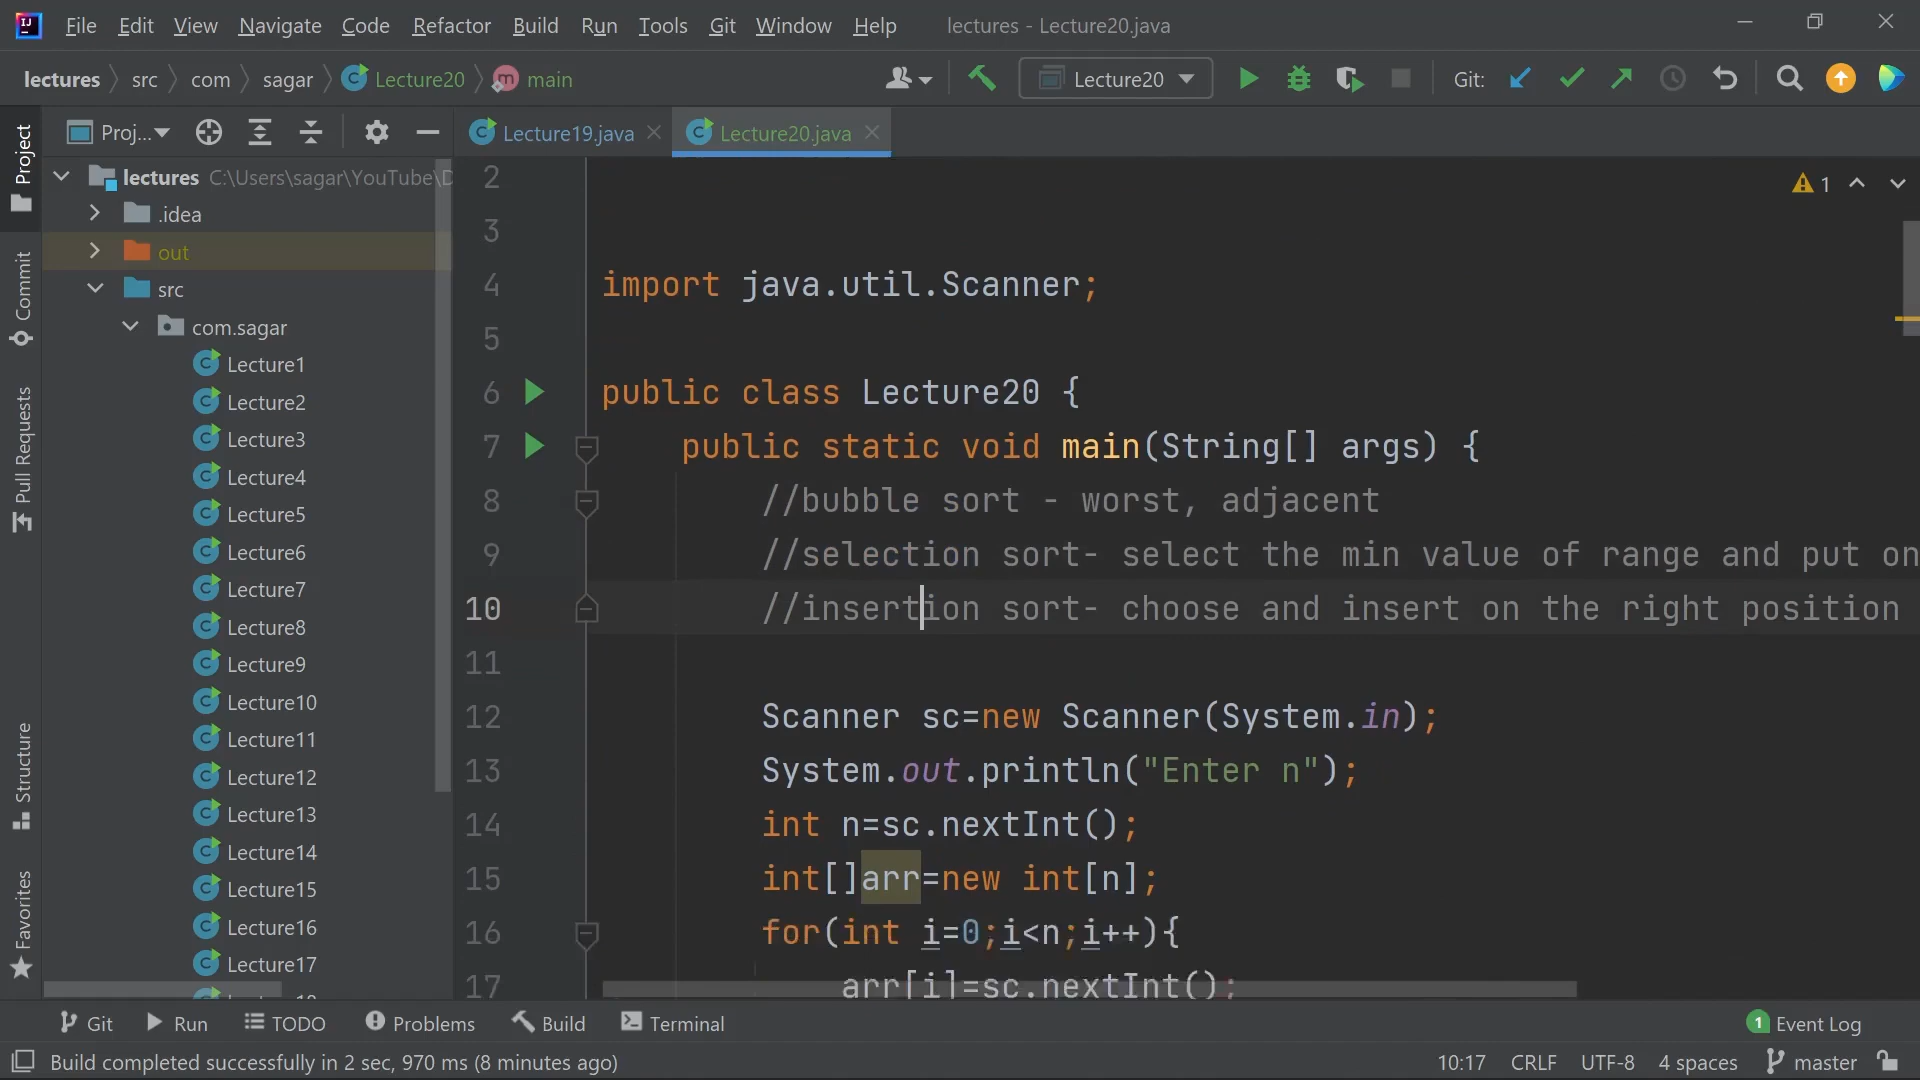 File Edit View Navigate Code Refactor Build Run Tools Git Window Help lectures - Lecture20.java
lectures src com sagar Lecture20 main Lecture20 Git:
Proj... Lecture19.java Lecture20.java
Project
Commit
Pull Requests
Structure
Favorites
lectures C:\Users\sagar\YouTube\D
.idea
out
src
com.sagar
Lecture1
Lecture2
Lecture3
Lecture4
Lecture5
Lecture6
Lecture7
Lecture8
Lecture9
Lecture10
Lecture11
Lecture12
Lecture13
Lecture14
Lecture15
Lecture16
Lecture17
1
2
3
4 import java.util.Scanner;
5
6 public class Lecture20 {
7 public static void main(String[] args) {
8 //bubble sort - worst, adjacent
9 //selection sort- select the min value of range and put on
10 //insertion sort- choose and insert on the right position
11
12 Scanner sc=new Scanner(System.in);
13 System.out.println("Enter n");
14 int n=sc.nextInt();
15 int[]arr=new int[n];
16 for(int i=0;i<n;i++){
17 arr[i]=sc.nextInt();
Git Run TODO Problems Build Terminal 1 Event Log
Build completed successfully in 2 sec, 970 ms (8 minutes ago) 10:17 CRLF UTF-8 4 spaces master